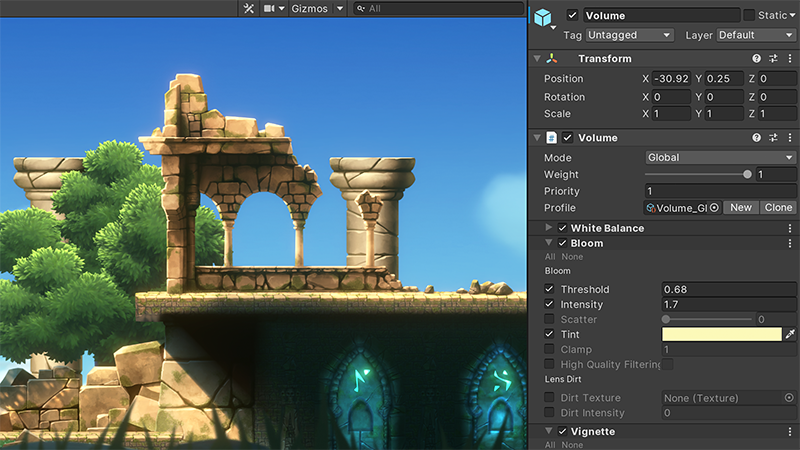 Gizmos All
Volume Static
Tag Untagged Layer Default
Transform
Position X -30.92 Y 0.25 Z 0
Rotation X 0 Y 0 Z 0
Scale X 1 Y 1 Z 1
# Volume
Mode Global
Weight 1
Priority 1
Profile Volume_Gl New Clone
White Balance
Bloom
All None
Bloom
Threshold 0.68
Intensity 1.7
Scatter 0
Tint
Clamp 1
High Quality Filtering
Lens Dirt
Dirt Texture None (Texture)
Dirt Intensity 0
Vignette
All None